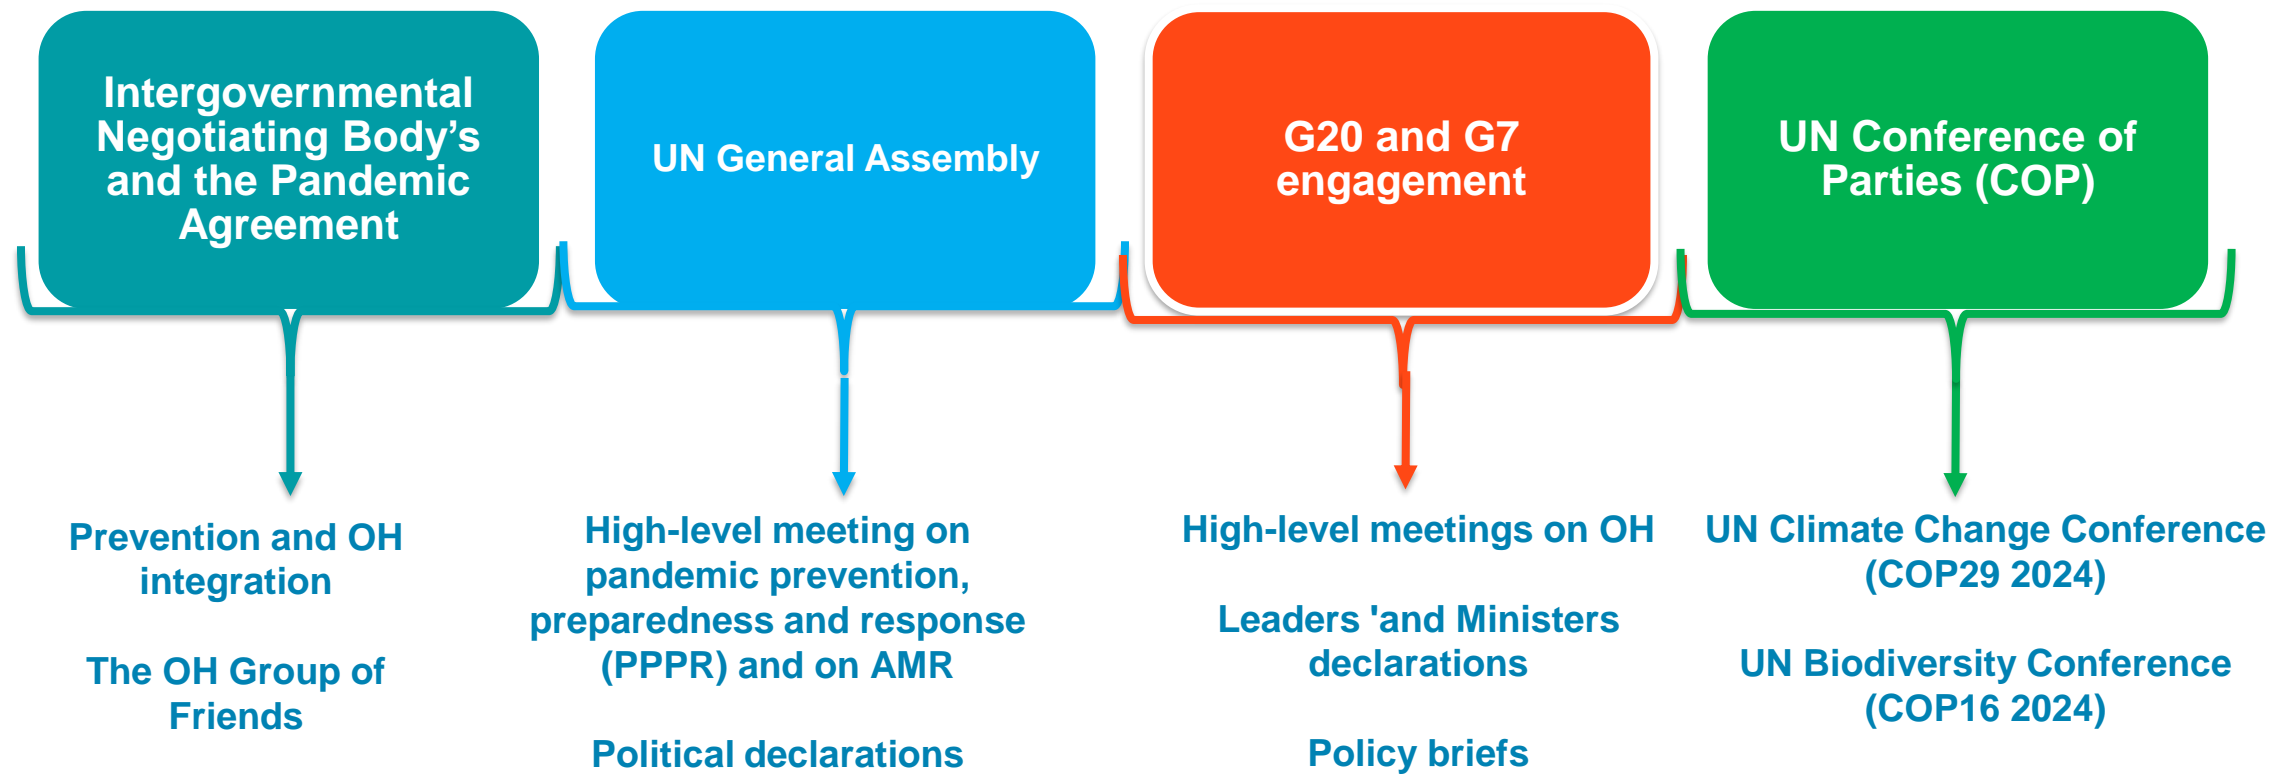 Intergovernmental
Negotiating Body’s
and the Pandemic
Agreement
UN General Assembly
G20 and G7
engagement
UN Conference of
Parties (COP)
Prevention and OH
integration
The OH Group of
Friends
High-level meeting on
pandemic prevention,
preparedness and response
(PPPR) and on AMR
Political declarations
High-level meetings on OH
Leaders 'and Ministers
declarations
Policy briefs
UN Climate Change Conference
(COP29 2024)
UN Biodiversity Conference
(COP16 2024)